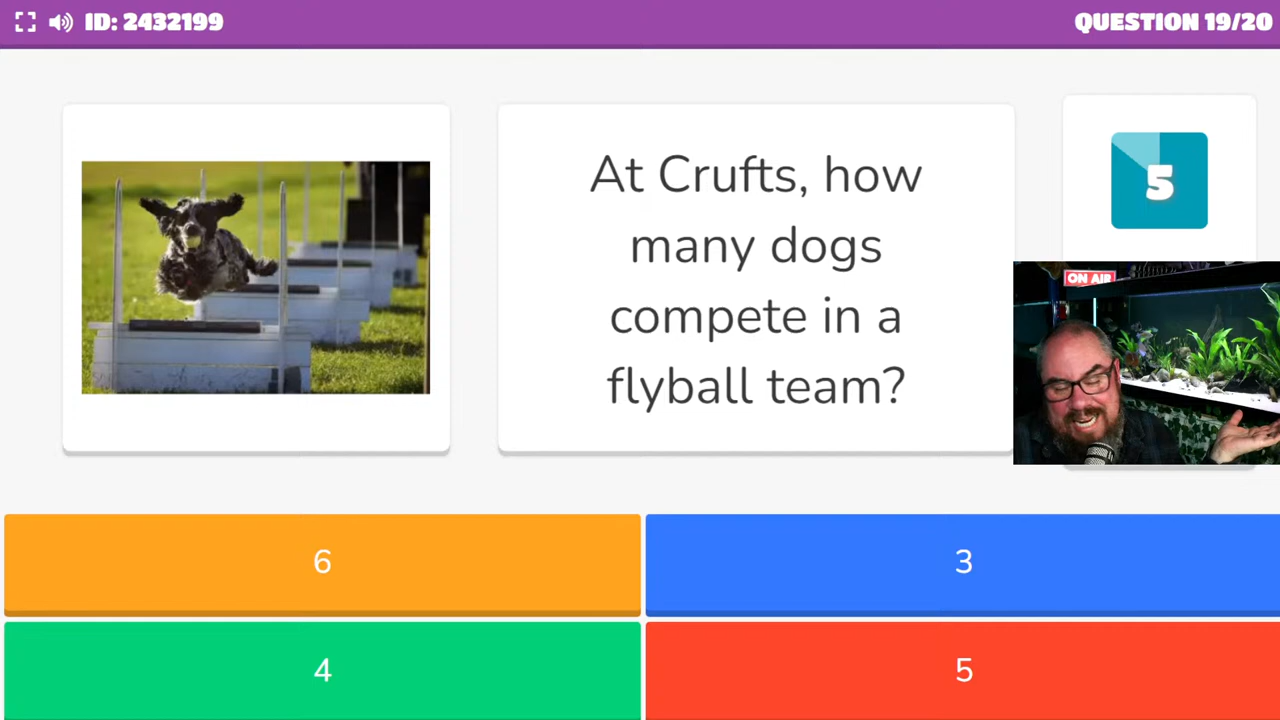 ID: 2432199
QUESTION 19/20
At Crufts, how
many dogs
compete in a
flyball team?
5
ON AIR
6
3
4
5